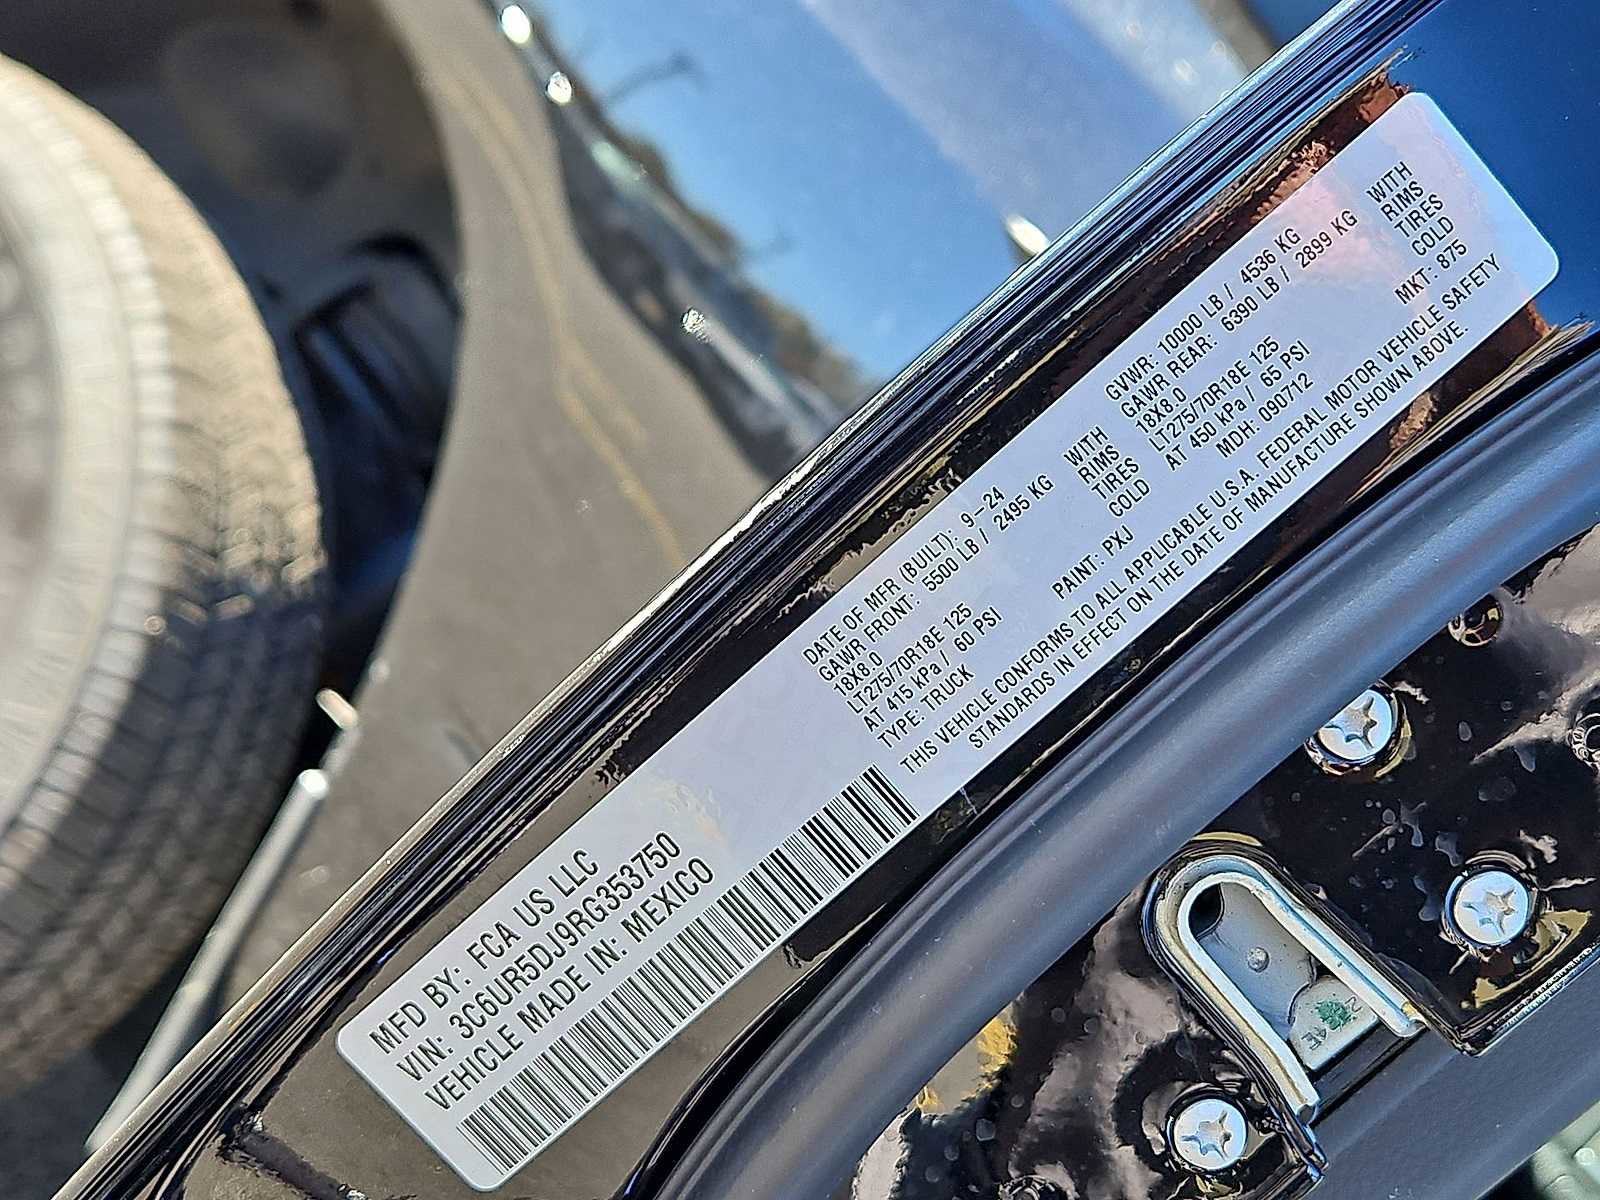 MFD BY: FCA US LLC
VIN: 3C6UR5DJ9RG353750
VEHICLE MADE IN: MEXICO
DATE OF MFR (BUILT): 9-24 GVWR: 10000 LB / 4536 KG
GAWR FRONT: 5500 LB / 2495 KG WITH GAWR REAR: 6390 LB / 2899 KG WITH
18X8.0 RIMS 18X8.0 RIMS
LT275/70R18E 125 TIRES LT275/70R18E 125 TIRES
AT 415 kPa / 60 PSI COLD AT 450 kPa / 65 PSI COLD
TYPE: TRUCK PAINT: PXJ MDH: 090712 MKT: 875
THIS VEHICLE CONFORMS TO ALL APPLICABLE U.S.A. FEDERAL MOTOR VEHICLE SAFETY
STANDARDS IN EFFECT ON THE DATE OF MANUFACTURE SHOWN ABOVE.